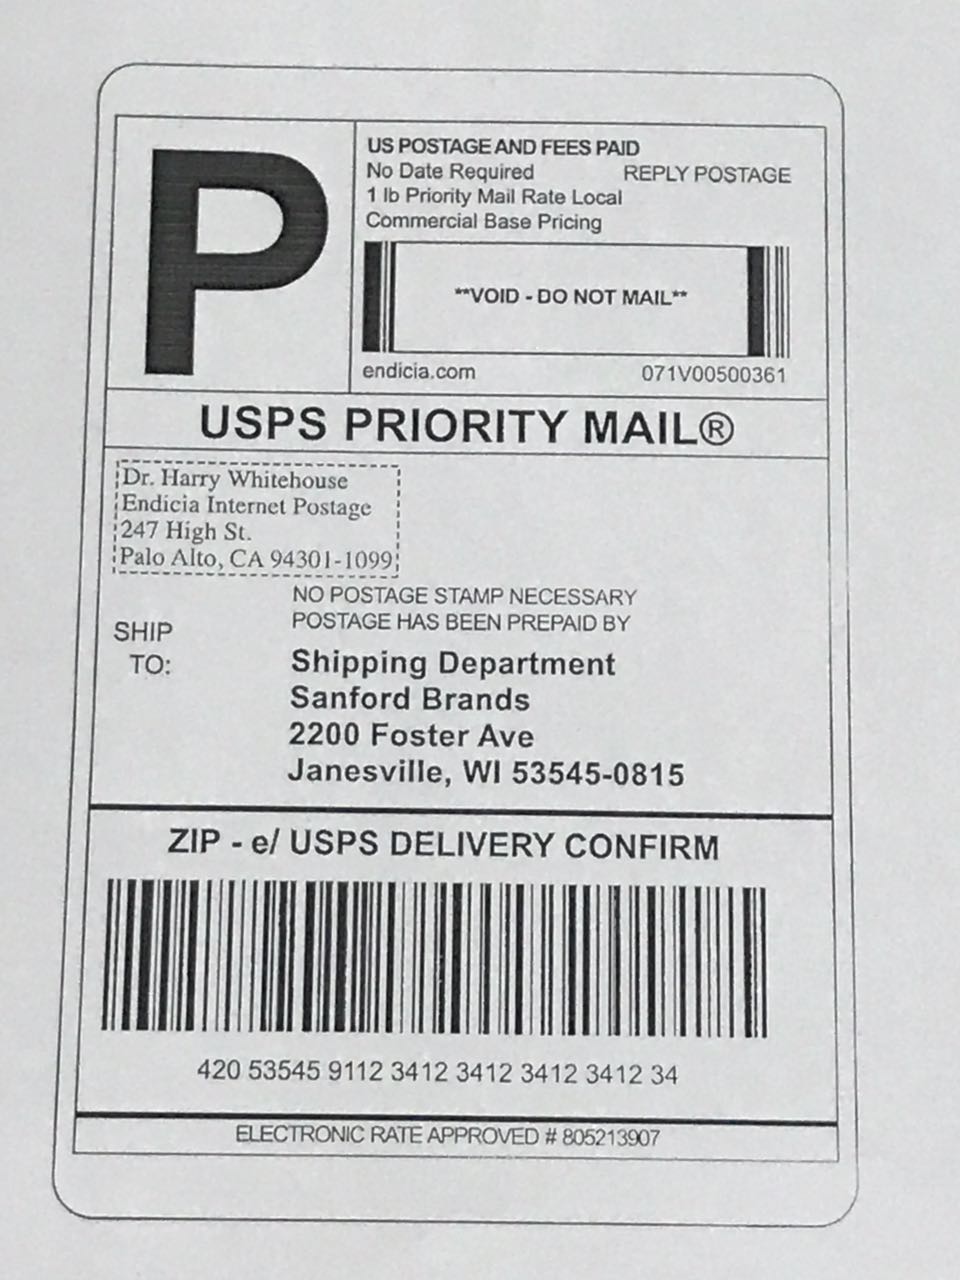 P
US POSTAGE AND FEES PAID
No Date Required REPLY POSTAGE
1 lb Priority Mail Rate Local
Commercial Base Pricing
**VOID - DO NOT MAIL**
endicia.com 071V00500361
USPS PRIORITY MAIL®
Dr. Harry Whitehouse
Endicia Internet Postage
247 High St.
Palo Alto, CA 94301-1099
NO POSTAGE STAMP NECESSARY
POSTAGE HAS BEEN PREPAID BY
SHIP
TO:
Shipping Department
Sanford Brands
2200 Foster Ave
Janesville, WI 53545-0815
ZIP - e/ USPS DELIVERY CONFIRM
420 53545 9112 3412 3412 3412 3412 34
ELECTRONIC RATE APPROVED # 805213907